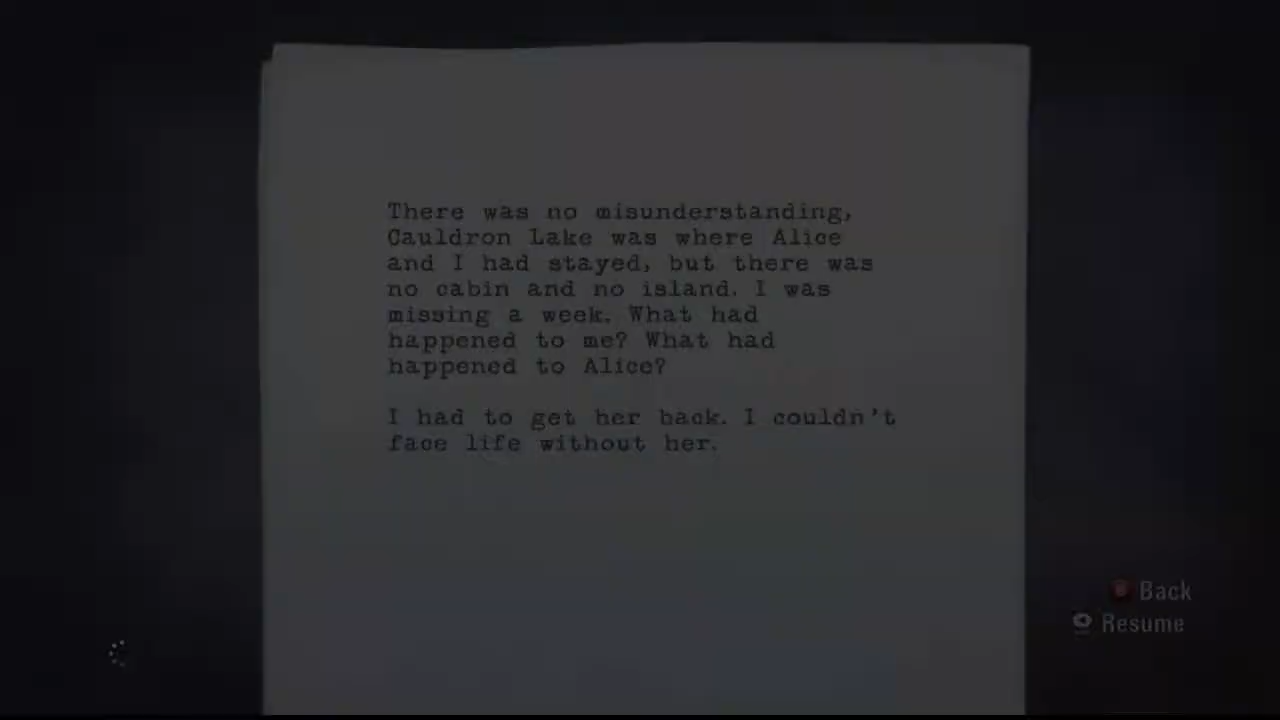 There was no misunderstanding,
Cauldron Lake was where Alice
and I had stayed, but there was
no cabin and no island. I was
missing a week. What had
happened to me? What had
happened to Alice?
I had to get her back. I couldn't
face life without her.
Back
Resume